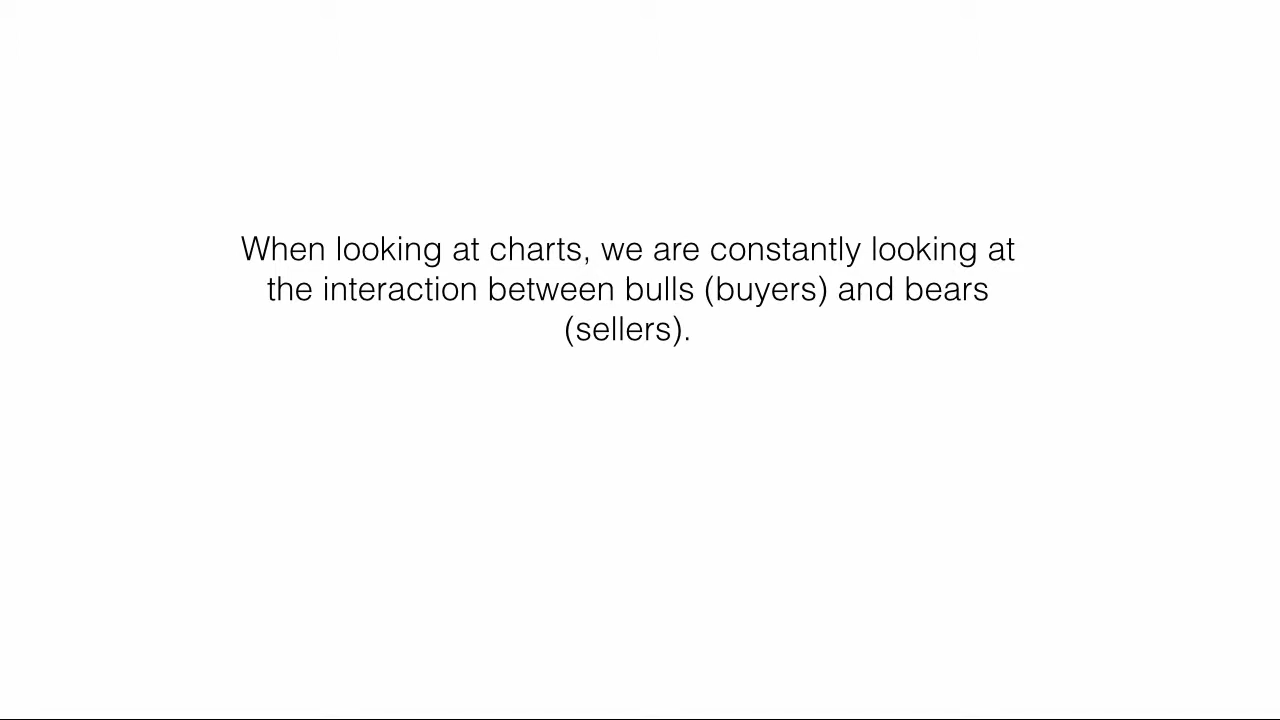 When looking at charts, we are constantly looking at
the interaction between bulls (buyers) and bears
(sellers).